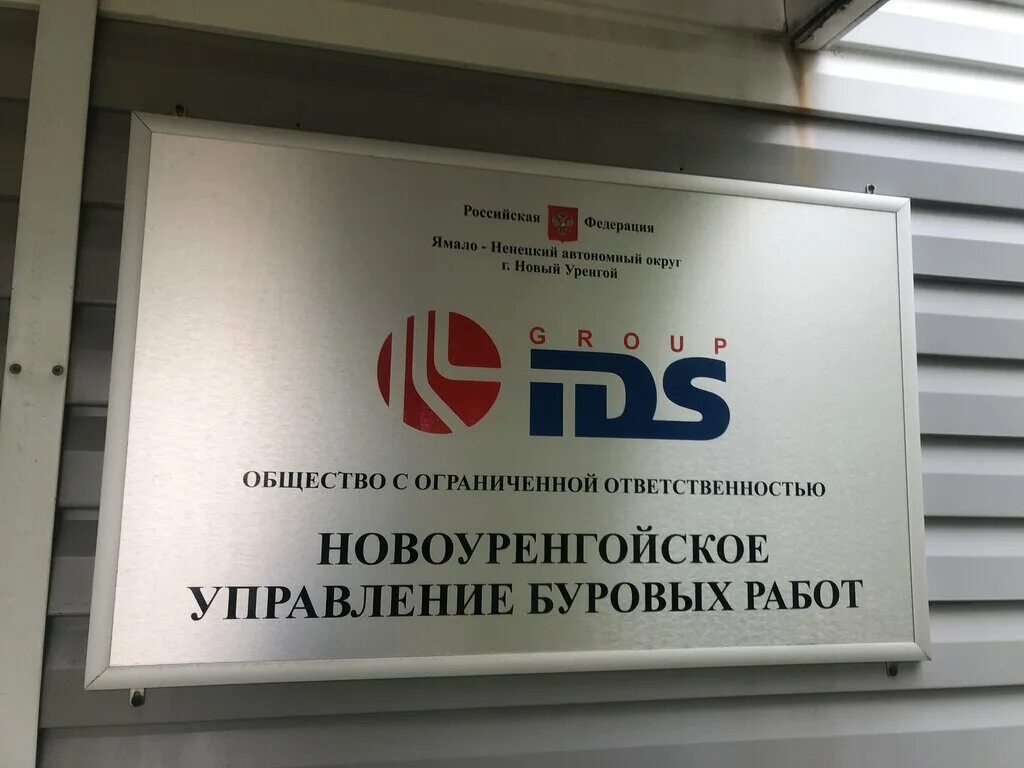 Российская Федерация
Ямало - Ненецкий автономный округ
г. Новый Уренгой
GROUP
IDS
ОБЩЕСТВО С ОГРАНИЧЕННОЙ ОТВЕТСТВЕННОСТЬЮ
НОВОУРЕНГОЙСКОЕ
УПРАВЛЕНИЕ БУРОВЫХ РАБОТ